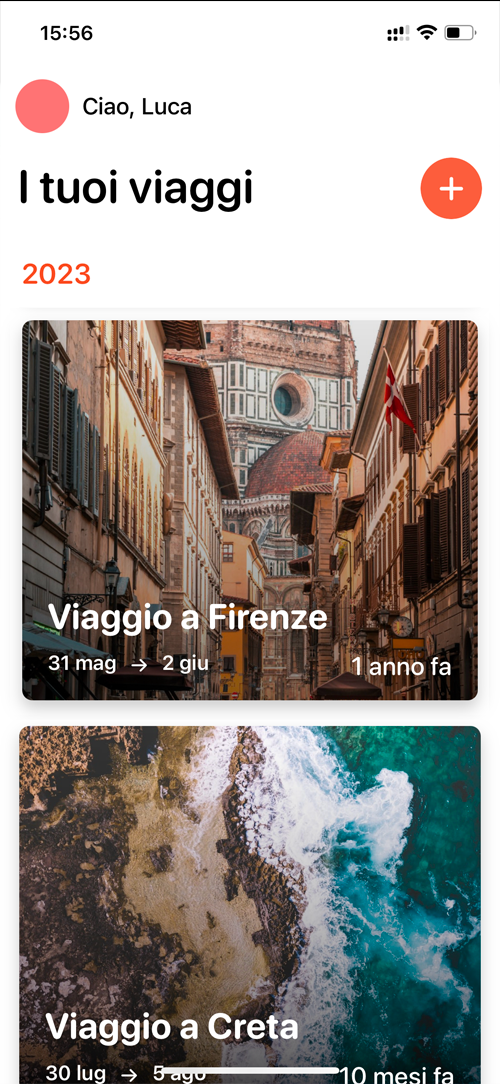 15:56
Ciao, Luca
I tuoi viaggi
2023
Viaggio a Firenze
31 mag → 2 giu
1 anno fa
Viaggio a Creta
30 lug → 5 ago
10 mesi fa